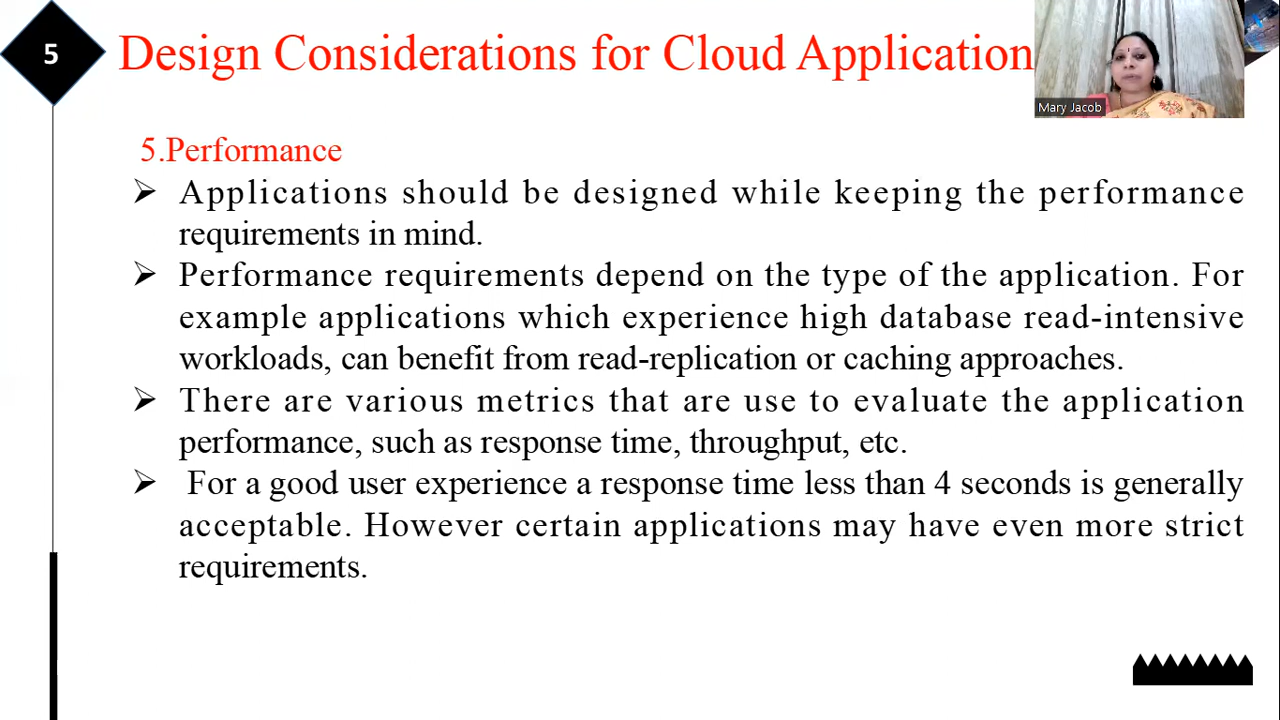 5
Design Considerations for Cloud Application
Mary Jacob
5.Performance
➢ Applications should be designed while keeping the performance
requirements in mind.
➢ Performance requirements depend on the type of the application. For
example applications which experience high database read-intensive
workloads, can benefit from read-replication or caching approaches.
➢ There are various metrics that are use to evaluate the application
performance, such as response time, throughput, etc.
➢ For a good user experience a response time less than 4 seconds is generally
acceptable. However certain applications may have even more strict
requirements.